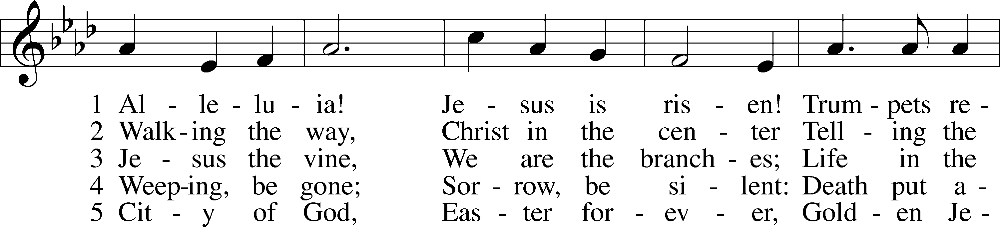 1 Al - le - lu - ia! Je - sus is ris - en! Trum - pets re -
2 Walk - ing the way, Christ in the cen - ter Tell - ing the
3 Je - sus the vine, We are the branch - es; Life in the
4 Weep - ing, be gone; Sor - row, be si - lent: Death put a -
5 Cit - y of God, Eas - ter for - ev - er, Gold - en Je -